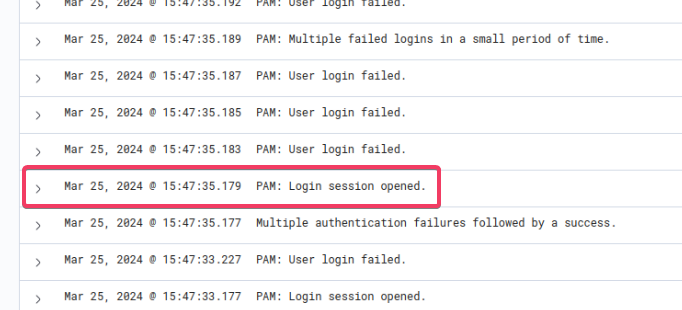 Mar 25, 2024 @ 15:47:35.192 PAM: User login failed.
Mar 25, 2024 @ 15:47:35.189 PAM: Multiple failed logins in a small period of time.
Mar 25, 2024 @ 15:47:35.187 PAM: User login failed.
Mar 25, 2024 @ 15:47:35.185 PAM: User login failed.
Mar 25, 2024 @ 15:47:35.183 PAM: User login failed.
Mar 25, 2024 @ 15:47:35.179 PAM: Login session opened.
Mar 25, 2024 @ 15:47:35.177 Multiple authentication failures followed by a success.
Mar 25, 2024 @ 15:47:33.227 PAM: User login failed.
Mar 25, 2024 @ 15:47:33.177 PAM: Login session opened.